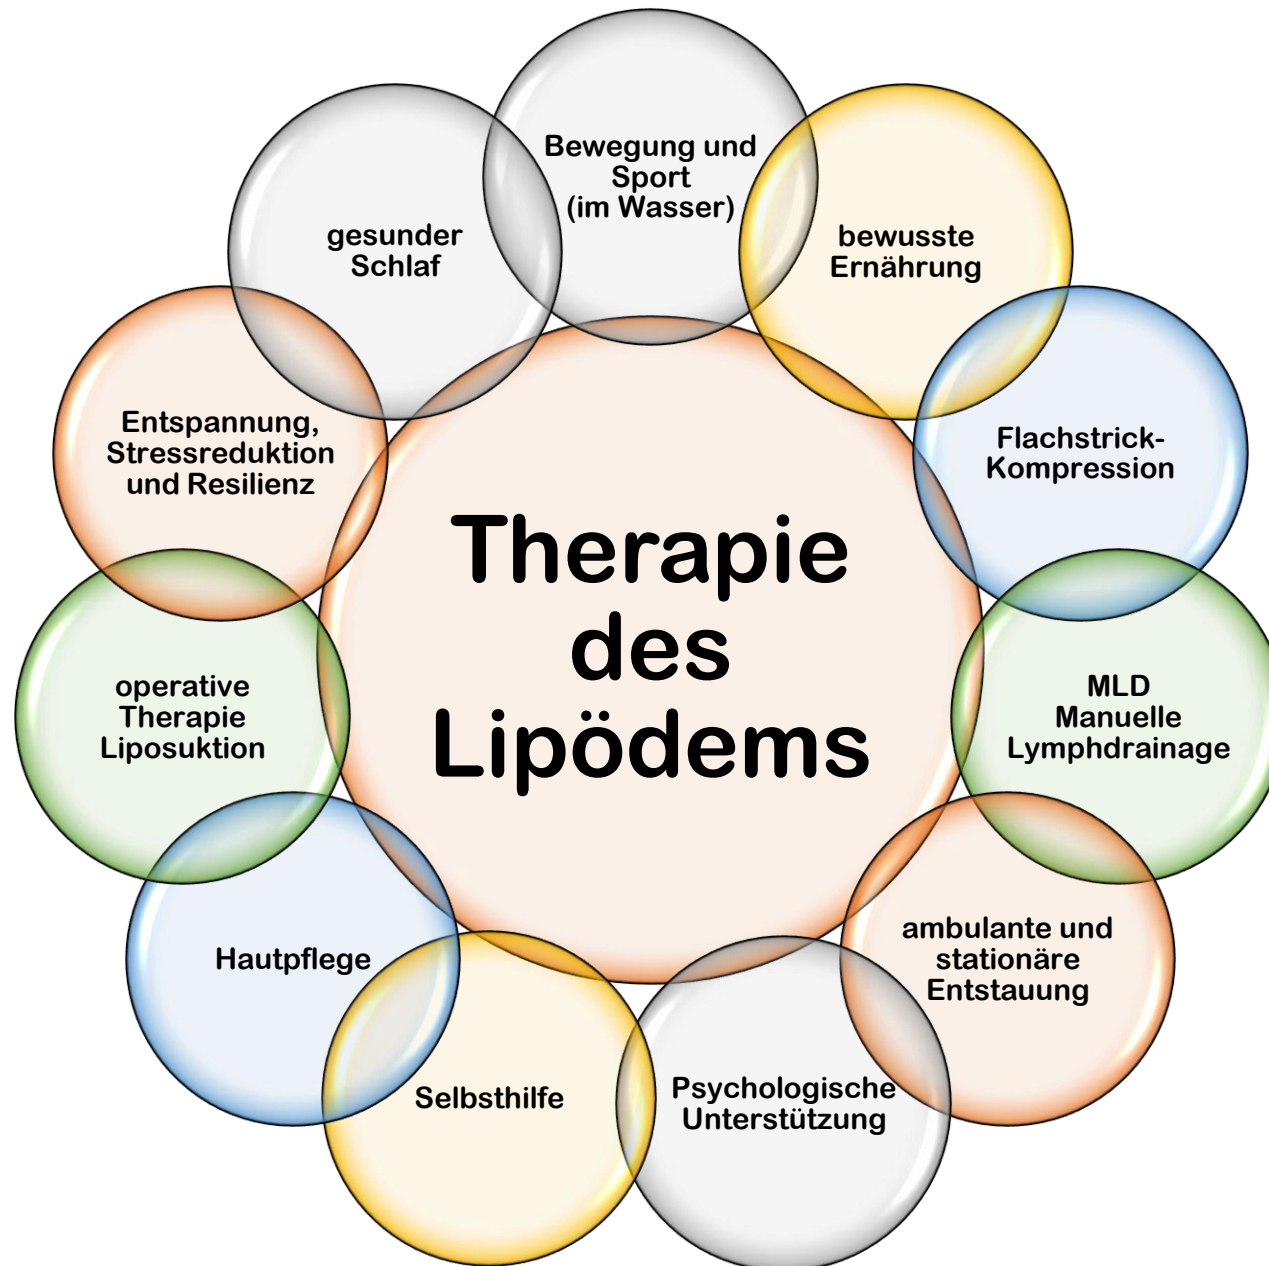 Therapie
des
Lipödems
Bewegung und
Sport
(im Wasser)
bewusste
Ernährung
Flachstrick-
Kompression
MLD
Manuelle
Lymphdrainage
ambulante und
stationäre
Entstauung
Psychologische
Unterstützung
Selbsthilfe
Hautpflege
operative
Therapie
Liposuktion
Entspannung,
Stressreduktion
und Resilienz
gesunder
Schlaf